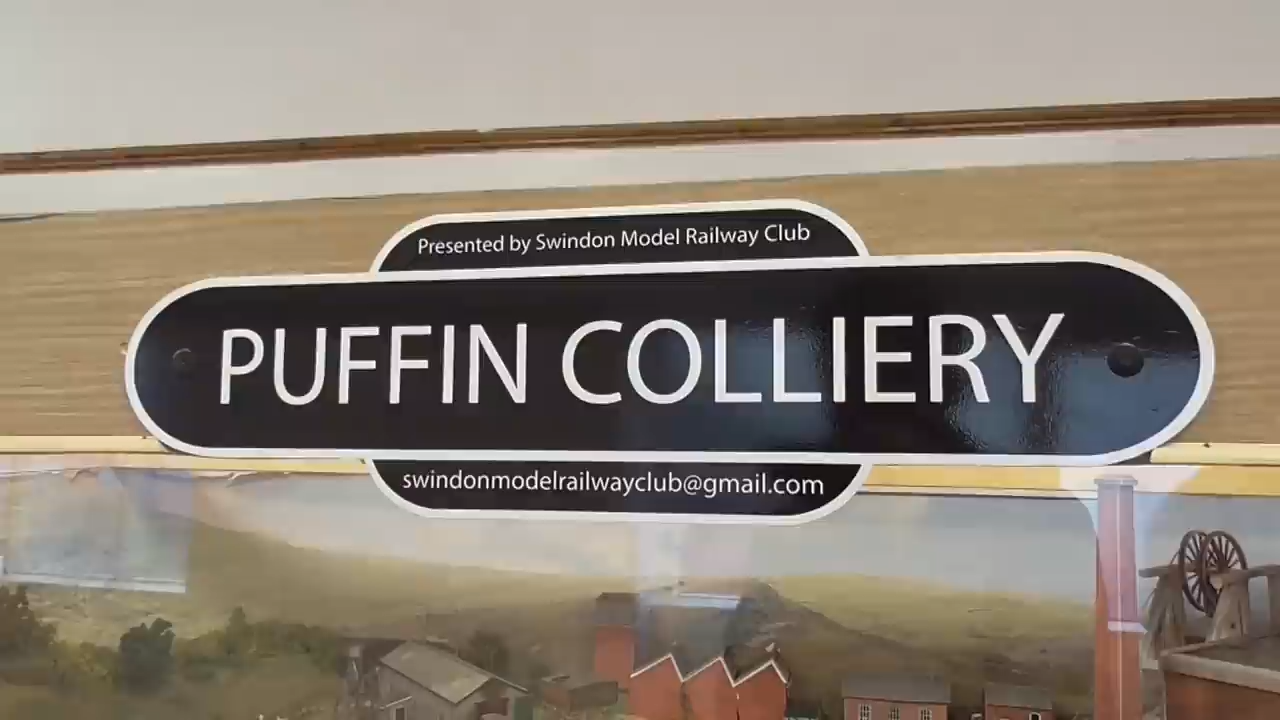 Presented by Swindon Model Railway Club
PUFFIN COLLIERY
swindonmodelrailwayclub@gmail.com